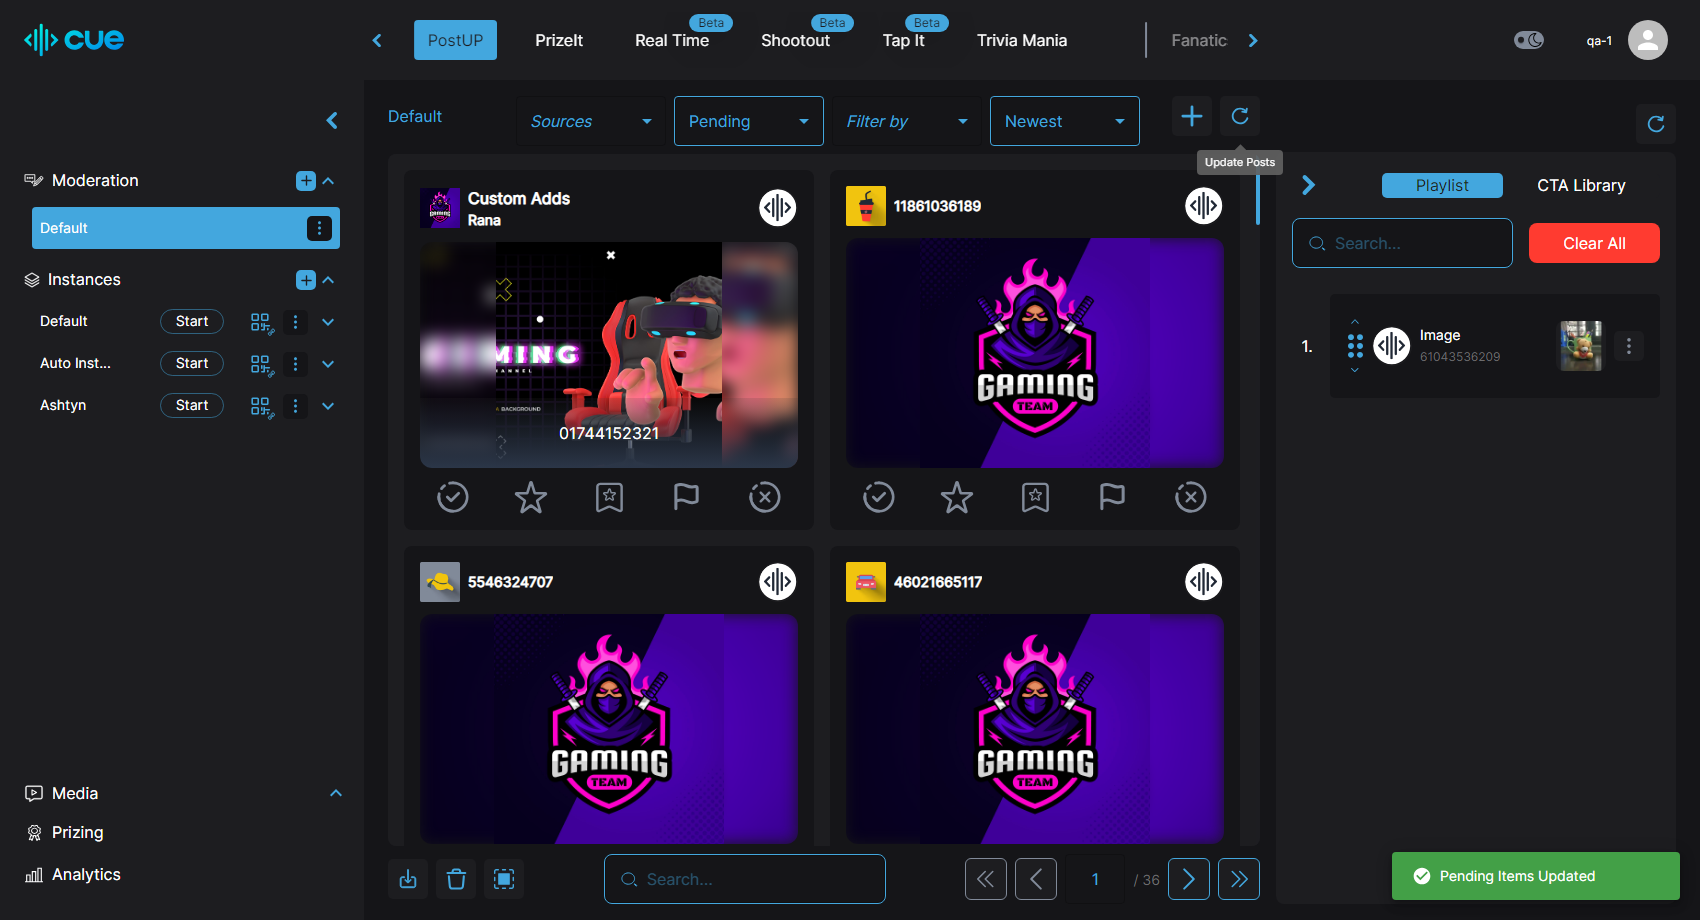 cue
PostUP
PrizeIt
Real Time
Beta
Shootout
Beta
Tap It
Beta
Trivia Mania
Fanatic
qa-1
Moderation
Default
Instances
Default
Start
Auto Inst...
Start
Ashtyn
Start
Media
Prizing
Analytics
Default
Sources
Pending
Filter by
Newest
Update Posts
Custom Adds
Rana
MING
CHANNEL
BACKGROUND
01744152321
11861036189
GAMING
TEAM
5546324707
GAMING
TEAM
46021665117
GAMING
TEAM
Search...
1
/ 36
Playlist
CTA Library
Search...
Clear All
1.
Image
61043536209
Pending Items Updated